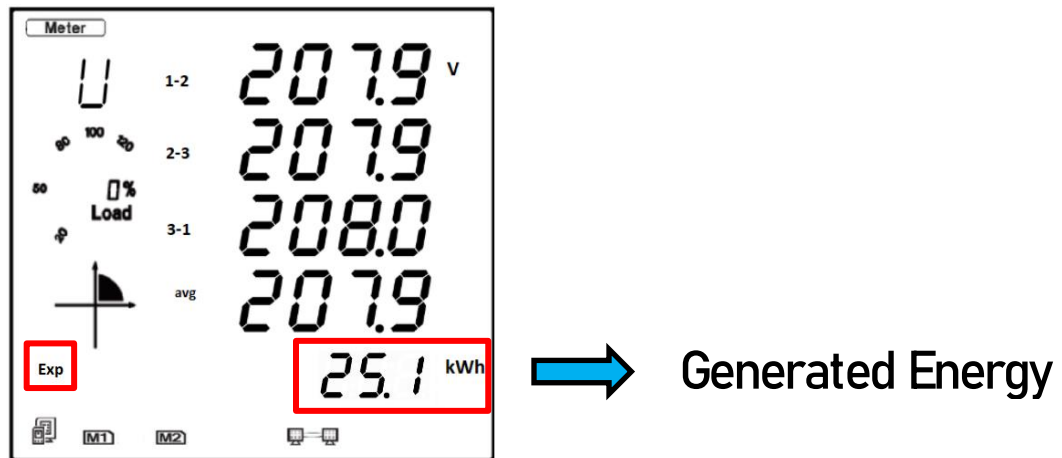 Meter
U 1-2 207.9 V
80 100 120
2-3 207.9
50 0%
Load
20 3-1 208.0
avg 207.9
Exp 25.1 kWh Generated Energy
M1 M2